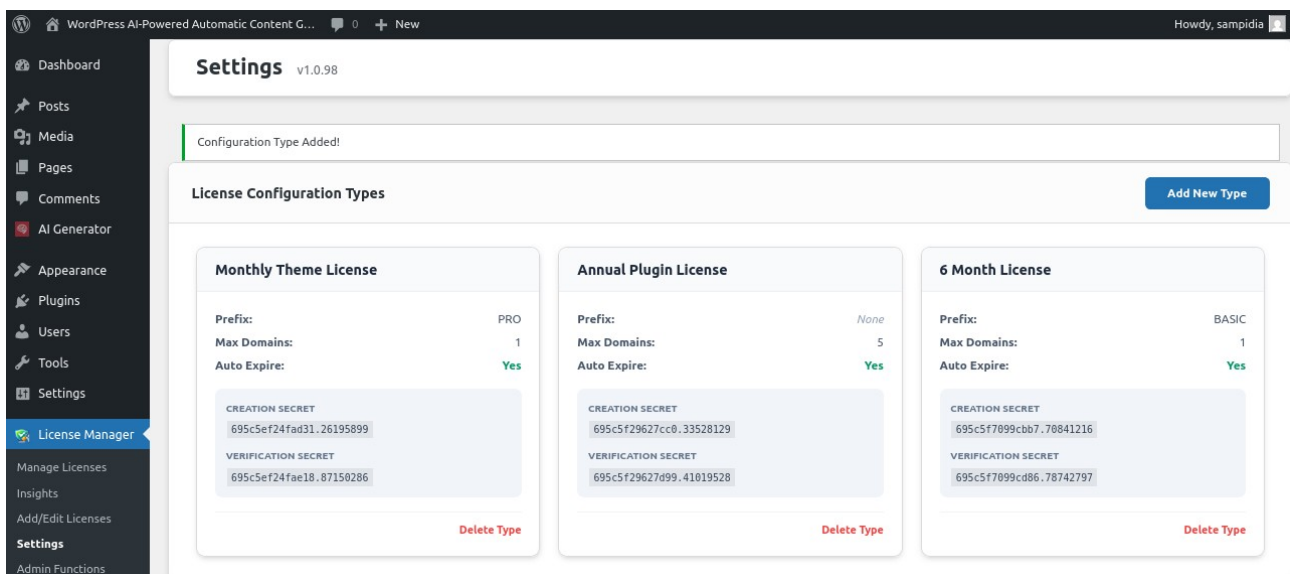 WordPress AI-Powered Automatic Content G... 0 + New Howdy, sampidia
Dashboard
Posts
Media
Pages
Comments
AI Generator
Appearance
Plugins
Users
Tools
Settings
License Manager
Manage Licenses
Insights
Add/Edit Licenses
Settings
Admin Functions
Settings v1.0.98
Configuration Type Added!
License Configuration Types
Add New Type
Monthly Theme License
Prefix: PRO
Max Domains: 1
Auto Expire: Yes
CREATION SECRET
695c5ef24fad31.26195899
VERIFICATION SECRET
695c5ef24fae18.87150286
Delete Type
Annual Plugin License
Prefix: None
Max Domains: 5
Auto Expire: Yes
CREATION SECRET
695c5f29627cc0.33528129
VERIFICATION SECRET
695c5f29627d99.41019528
Delete Type
6 Month License
Prefix: BASIC
Max Domains: 1
Auto Expire: Yes
CREATION SECRET
695c5f7099cbb7.70841216
VERIFICATION SECRET
695c5f7099cd86.78742797
Delete Type